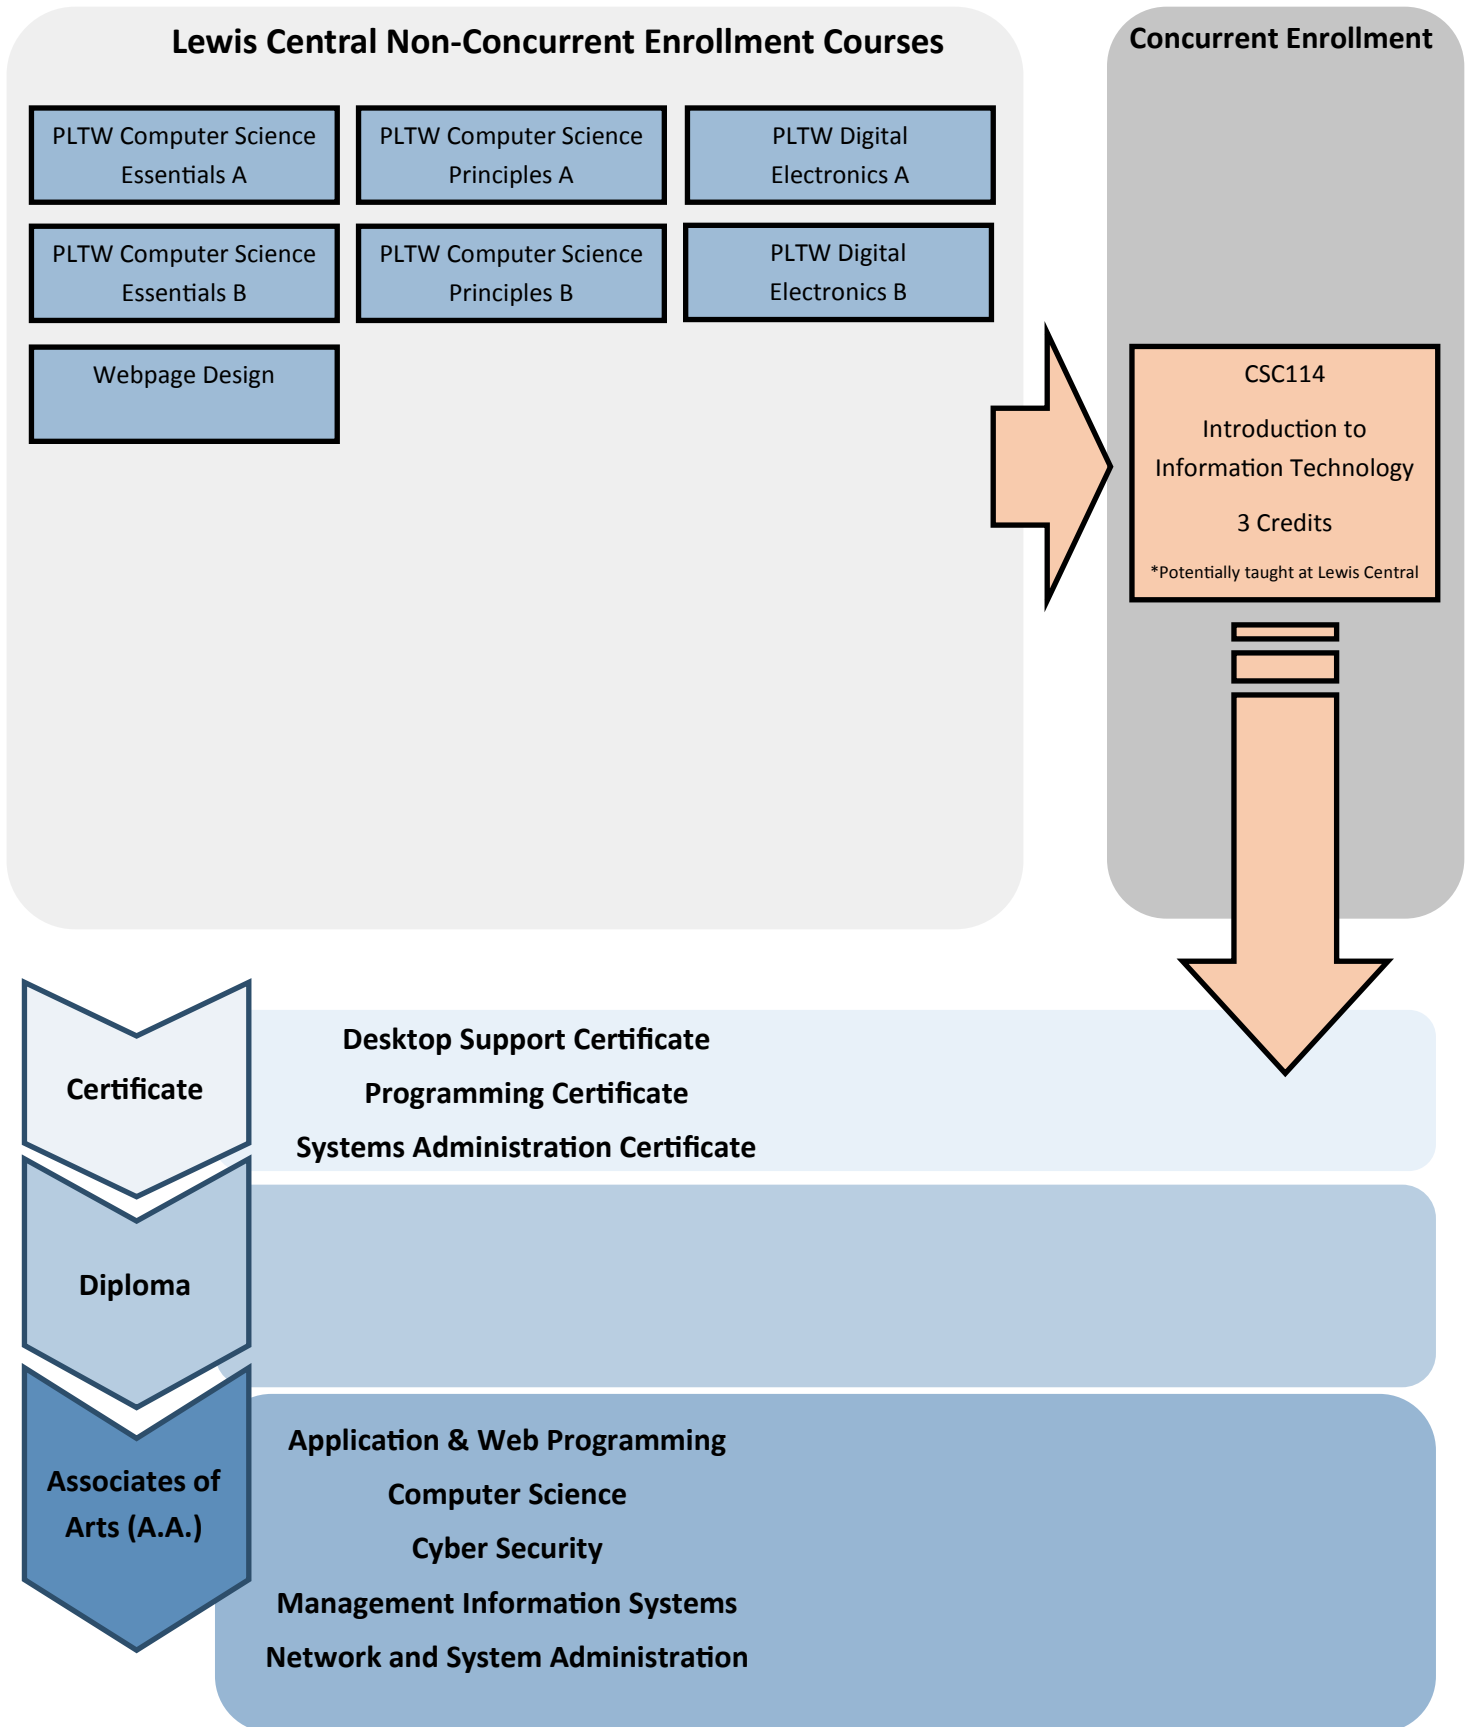 Lewis Central Non-Concurrent Enrollment Courses
PLTW Computer Science
Essentials A
PLTW Computer Science
Principles A
PLTW Digital
Electronics A
PLTW Computer Science
Essentials B
PLTW Computer Science
Principles B
PLTW Digital
Electronics B
Webpage Design
Concurrent Enrollment
CSC114
Introduction to
Information Technology
3 Credits
*Potentially taught at Lewis Central
Certificate
Desktop Support Certificate
Programming Certificate
Systems Administration Certificate
Diploma
Associates of
Arts (A.A.)
Application & Web Programming
Computer Science
Cyber Security
Management Information Systems
Network and System Administration